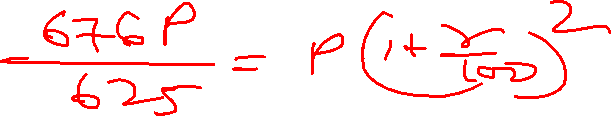 676P/625 = P(1+r/100)^2